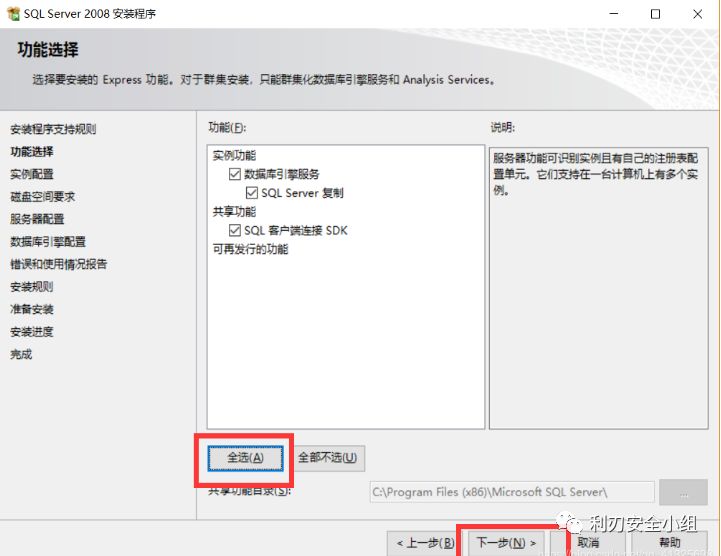 SQL Server 2008 安装程序
功能选择
选择要安装的 Express 功能。对于群集安装，只能群集化数据库引擎服务和 Analysis Services。
安装程序支持规则
功能选择
实例配置
磁盘空间要求
服务器配置
数据库引擎配置
错误和使用情况报告
安装规则
准备安装
安装进度
完成
功能(F):
实例功能
数据库引擎服务
SQL Server 复制
共享功能
SQL 客户端连接 SDK
可再发行的功能
说明:
服务器功能可识别实例且有自己的注册表配
置单元。它们支持在一台计算机上有多个实
例。
全选(A)
全部不选(U)
共享功能目录(S):
C:\Program Files (x86)\Microsoft SQL Server\
...
< 上一步(B)
下一步(N) >
取消
帮助
利刃安全小组